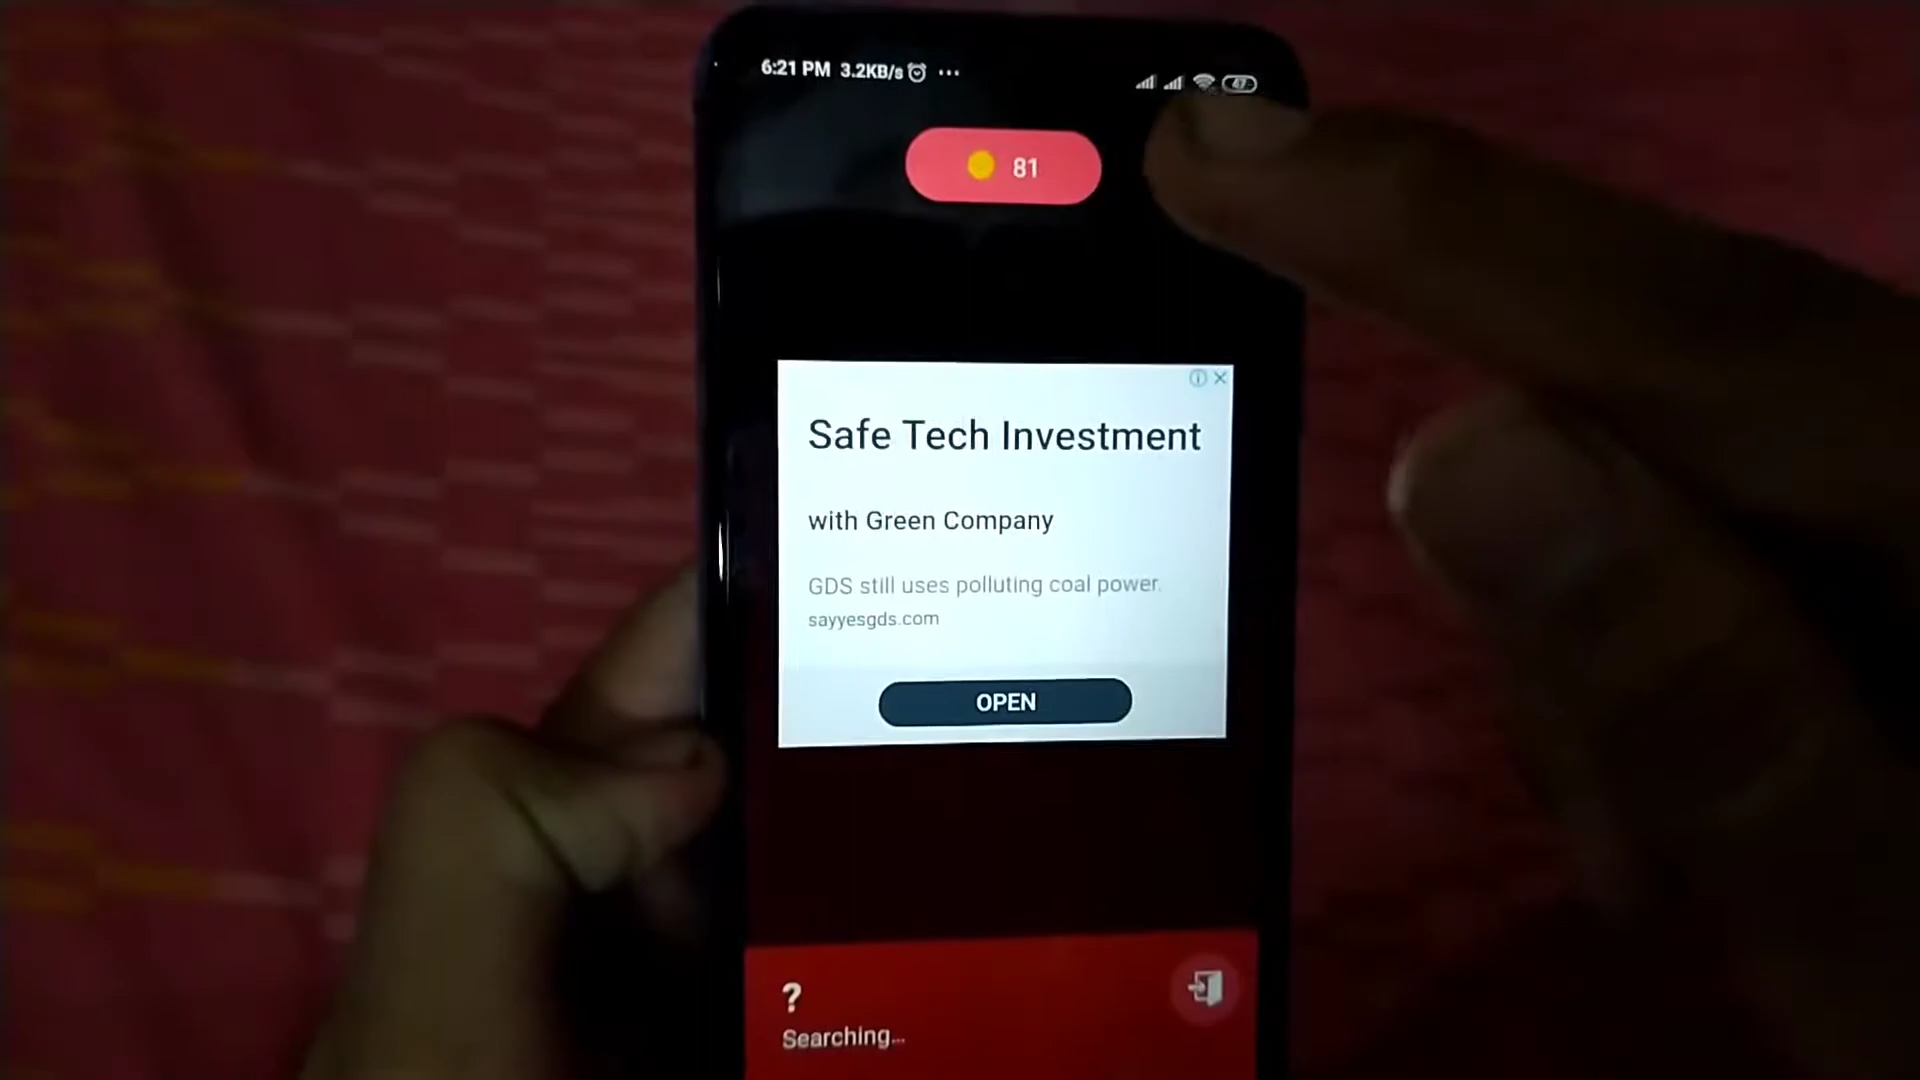 6:21 PM 3.2KB/s ...
47
81
Safe Tech Investment
with Green Company
GDS still uses polluting coal power.
sayyesgds.com
OPEN
?
Searching...